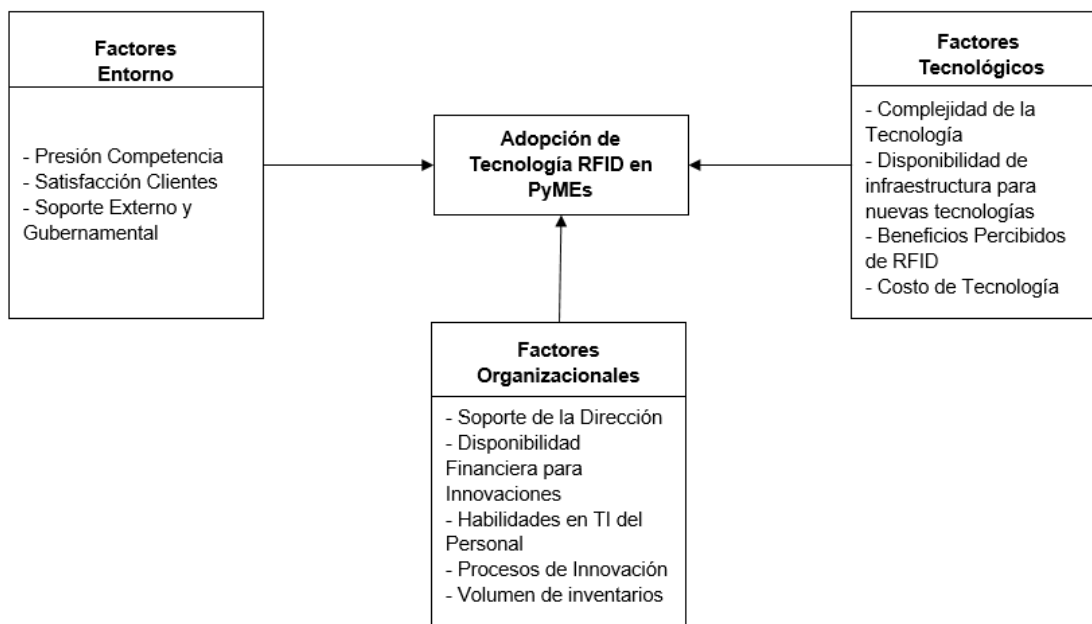 Factores
Entorno
- Presión Competencia
- Satisfacción Clientes
- Soporte Externo y
Gubernamental
Adopción de
Tecnología RFID en
PyMEs
Factores
Tecnológicos
- Complejidad de la
Tecnología
- Disponibilidad de
infraestructura para
nuevas tecnologías
- Beneficios Percibidos
de RFID
- Costo de Tecnología
Factores
Organizacionales
- Soporte de la Dirección
- Disponibilidad
Financiera para
Innovaciones
- Habilidades en TI del
Personal
- Procesos de Innovación
- Volumen de inventarios